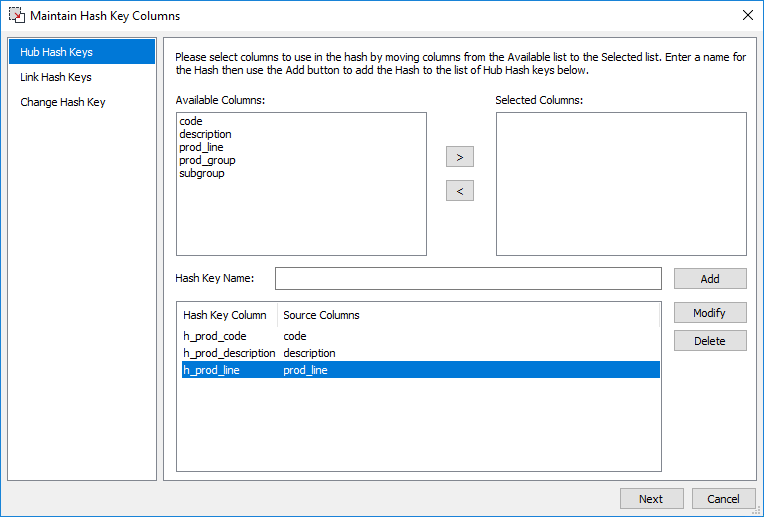 Maintain Hash Key Columns
Hub Hash Keys
Link Hash Keys
Change Hash Key
Please select columns to use in the hash by moving columns from the Available list to the Selected list. Enter a name for
the Hash then use the Add button to add the Hash to the list of Hub Hash keys below.
Available Columns:
Selected Columns:
code
description
prod_line
prod_group
subgroup
>
<
Hash Key Name:
Add
Hash Key Column Source Columns
Modify
h_prod_code code
Delete
h_prod_description description
h_prod_line prod_line
Next
Cancel